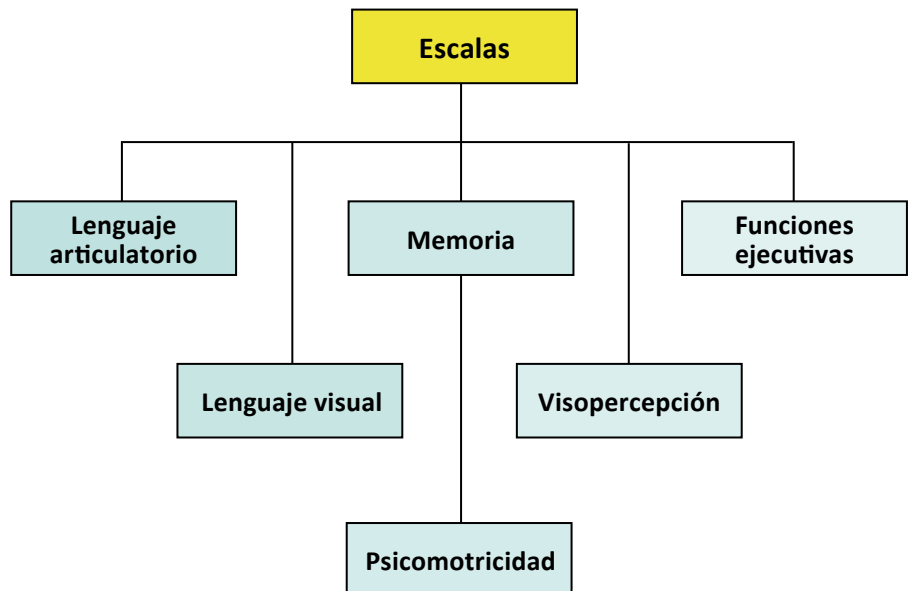 Escalas
Lenguaje
articulatorio
Memoria
Funciones
ejecutivas
Lenguaje visual
Visopercepción
Psicomotricidad